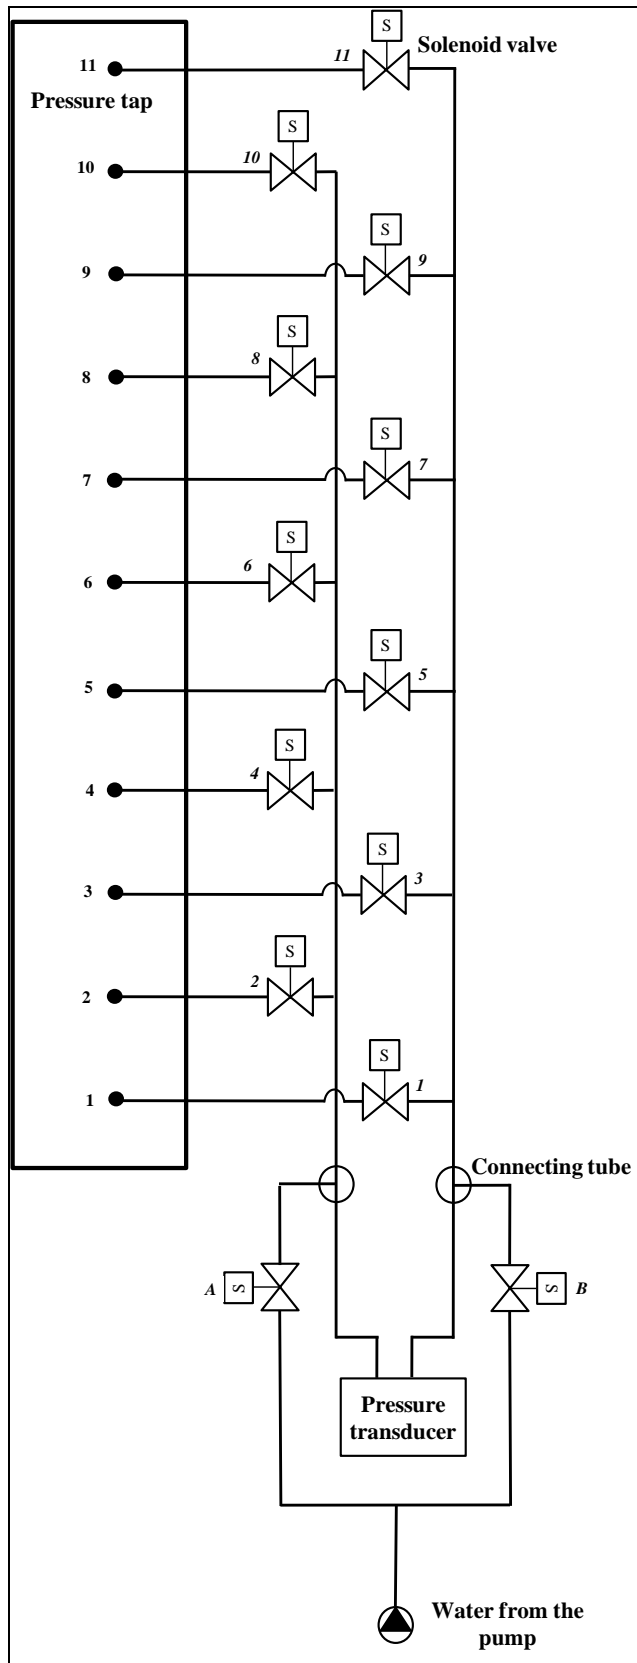 S
11
11
Solenoid valve
Pressure tap
S
10
10
S
9
9
S
8
8
S
7
7
S
6
6
S
5
5
S
4
4
S
3
3
S
2
2
S
1
1
Connecting tube
A
S
S
B
Pressure
transducer
Water from the
pump